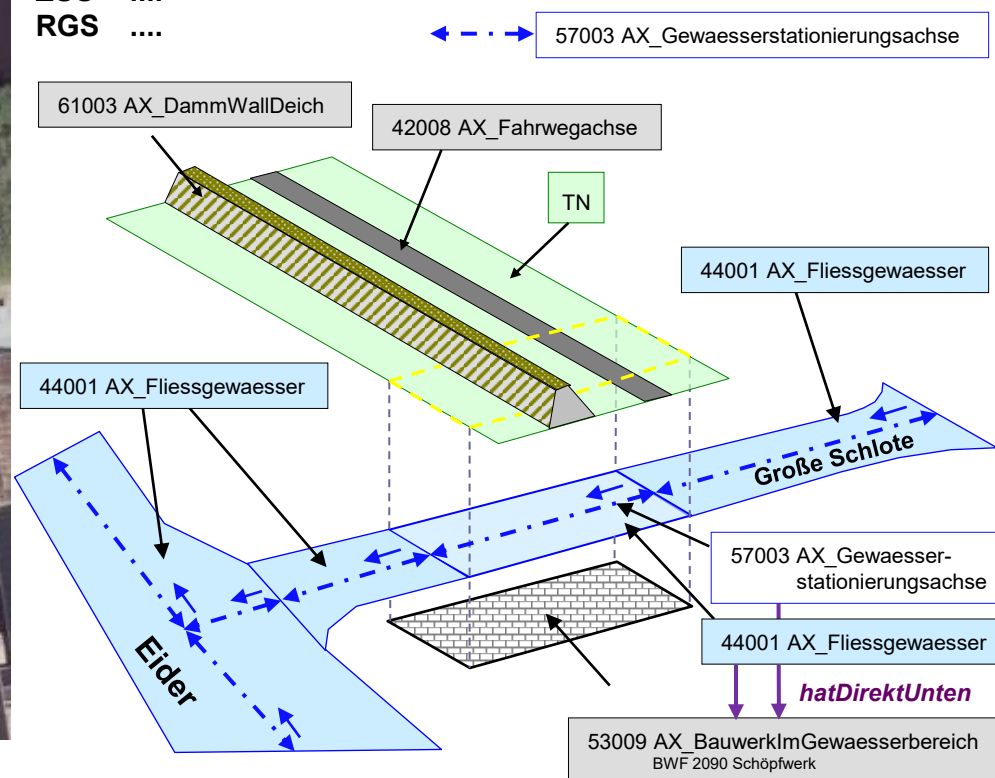 RGS ....
57003 AX_Gewaesserstationierungsachse
61003 AX_DammWallDeich
42008 AX_Fahrwegachse
TN
44001 AX_Fliessgewaesser
44001 AX_Fliessgewaesser
Große Schlote
57003 AX_Gewaesser-
stationierungsachse
Eider
44001 AX_Fliessgewaesser
hatDirektUnten
53009 AX_BauwerkImGewaesserbereich
BWF 2090 Schöpfwerk